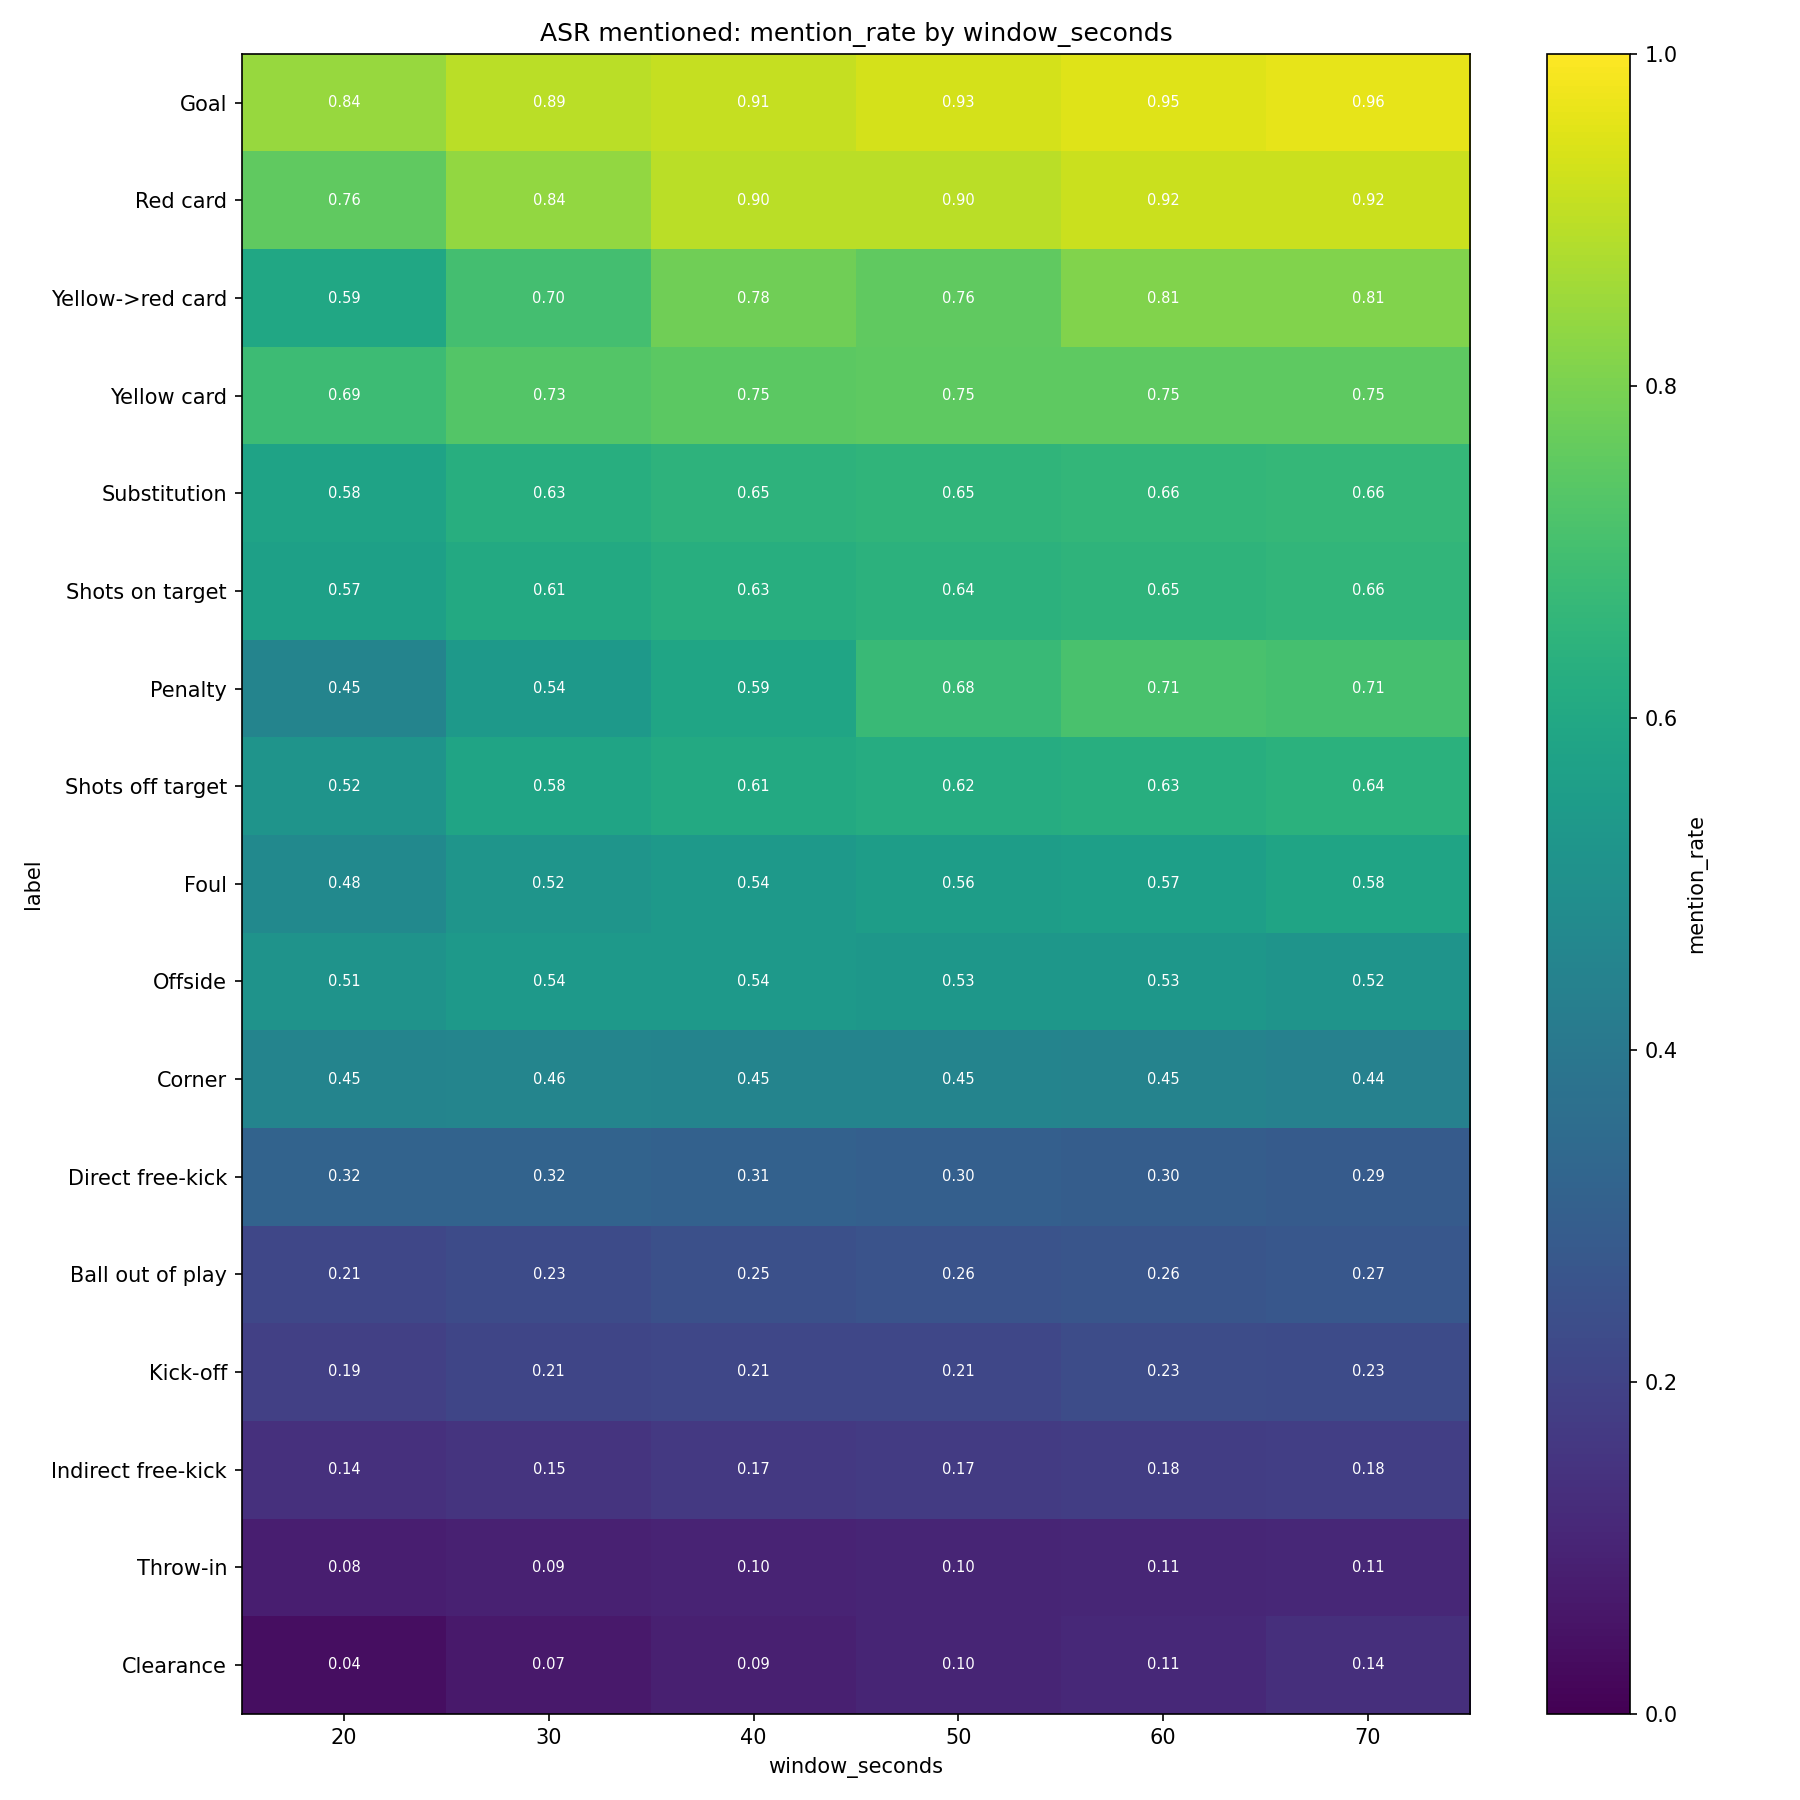 ASR mentioned: mention_rate by window_seconds
Goal 0.84 0.89 0.91 0.93 0.95 0.96
Red card 0.76 0.84 0.90 0.90 0.92 0.92
Yellow->red card 0.59 0.70 0.78 0.76 0.81 0.81
Yellow card 0.69 0.73 0.75 0.75 0.75 0.75
Substitution 0.58 0.63 0.65 0.65 0.66 0.66
Shots on target 0.57 0.61 0.63 0.64 0.65 0.66
Penalty 0.45 0.54 0.59 0.68 0.71 0.71
Shots off target 0.52 0.58 0.61 0.62 0.63 0.64
Foul 0.48 0.52 0.54 0.56 0.57 0.58
Offside 0.51 0.54 0.54 0.53 0.53 0.52
Corner 0.45 0.46 0.45 0.45 0.45 0.44
Direct free-kick 0.32 0.32 0.31 0.30 0.30 0.29
Ball out of play 0.21 0.23 0.25 0.26 0.26 0.27
Kick-off 0.19 0.21 0.21 0.21 0.23 0.23
Indirect free-kick 0.14 0.15 0.17 0.17 0.18 0.18
Throw-in 0.08 0.09 0.10 0.10 0.11 0.11
Clearance 0.04 0.07 0.09 0.10 0.11 0.14
20 30 40 50 60 70
window_seconds
label
1.0
0.8
0.6
0.4
0.2
0.0
mention_rate